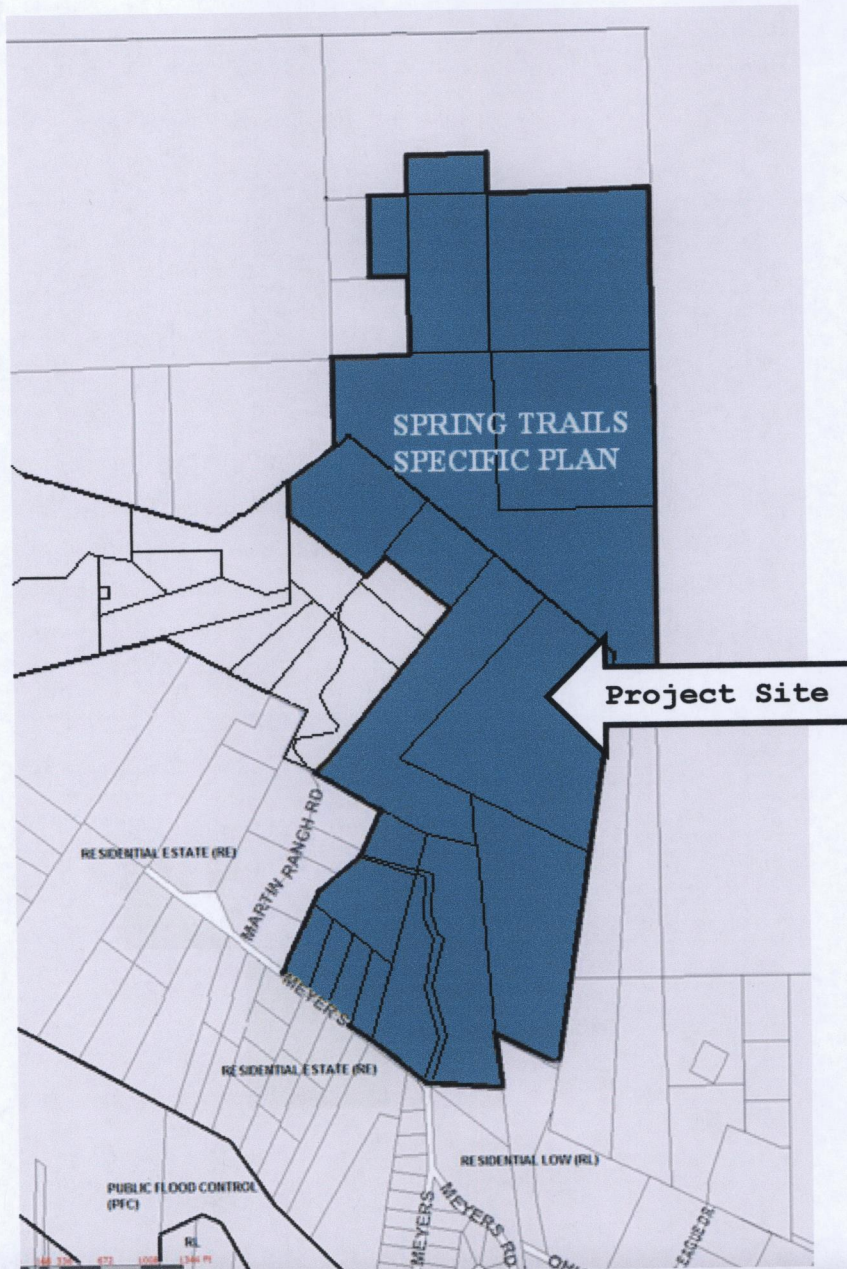 SPRING TRAILS
SPECIFIC PLAN
Project Site
RESIDENTIAL ESTATE (RE)
MARTIN RANCH RD
MEYERS
RESIDENTIAL ESTATE (RE)
RESIDENTIAL LOW (RL)
PUBLIC FLOOD CONTROL
(PFC)
MEYERS
MEYERS RD
RL
672